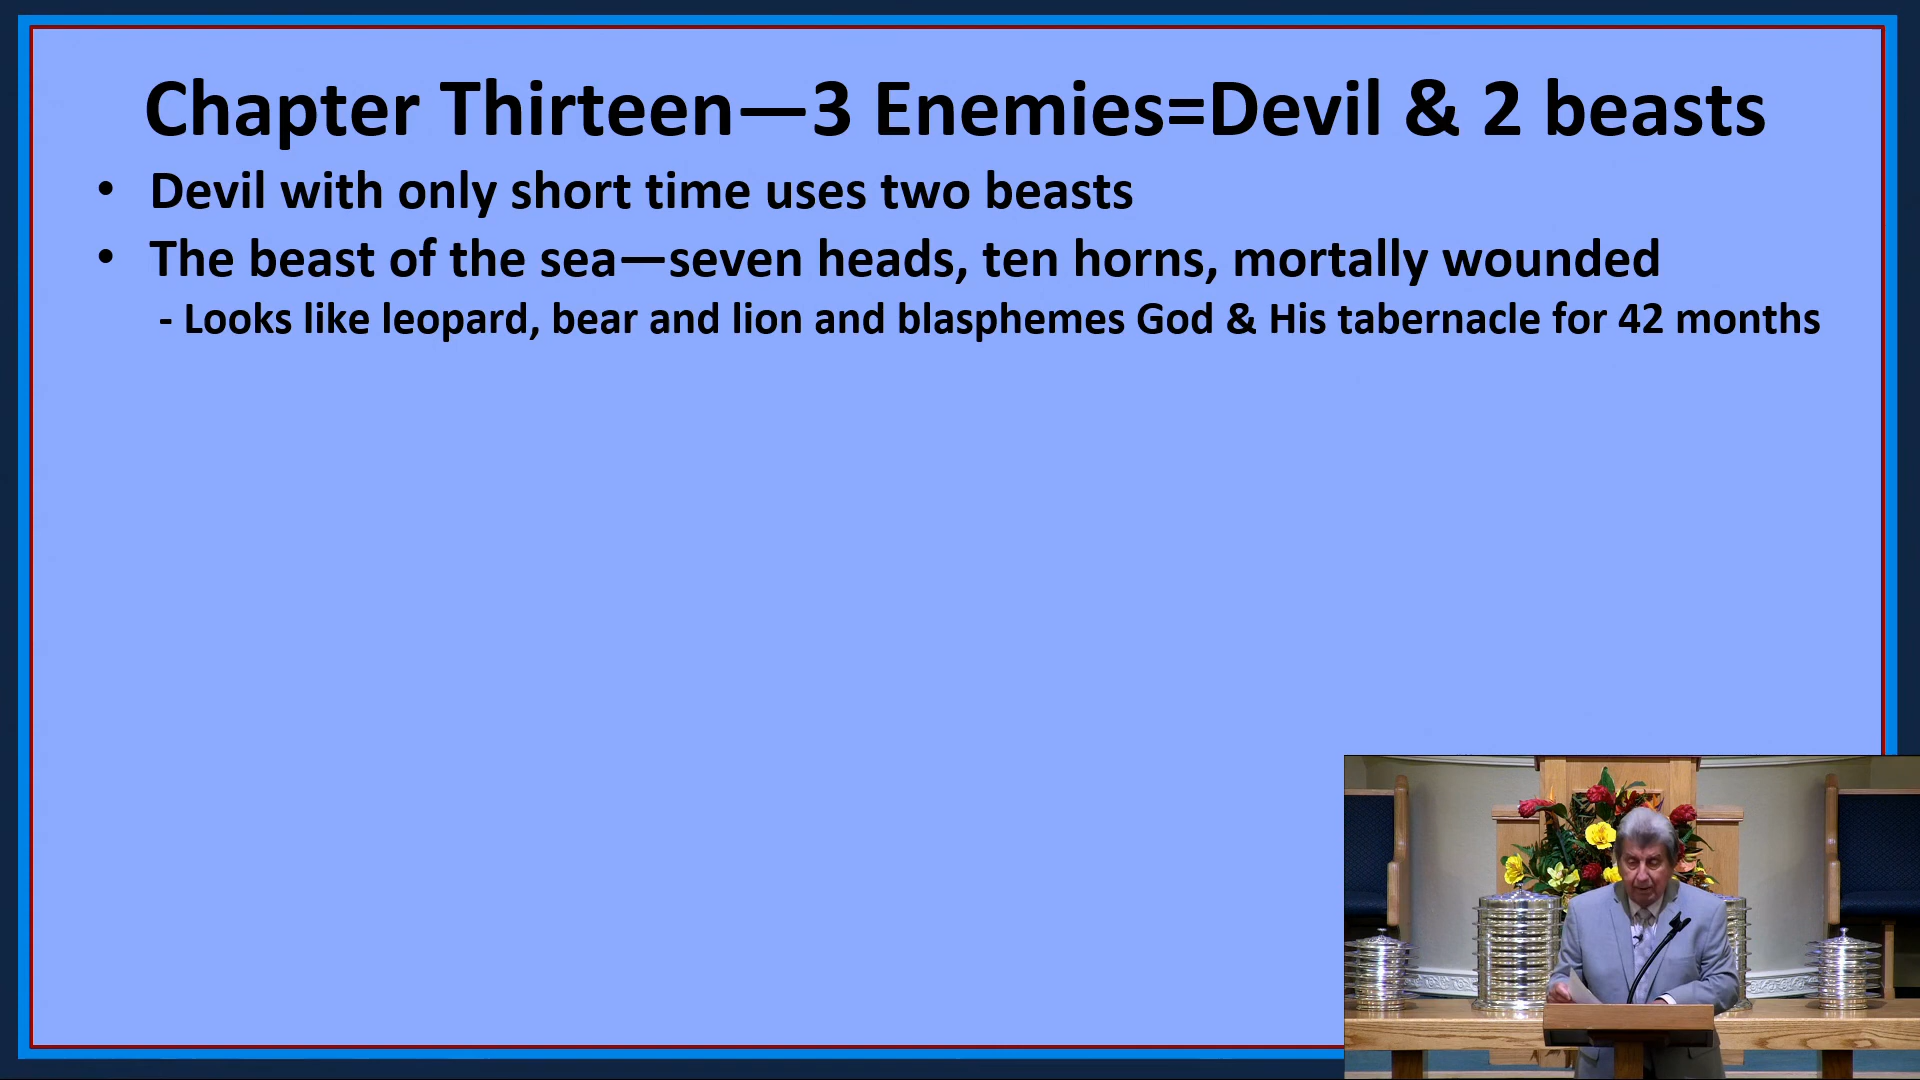 Chapter Thirteen—3 Enemies=Devil & 2 beasts
• Devil with only short time uses two beasts
• The beast of the sea—seven heads, ten horns, mortally wounded
- Looks like leopard, bear and lion and blasphemes God & His tabernacle for 42 months